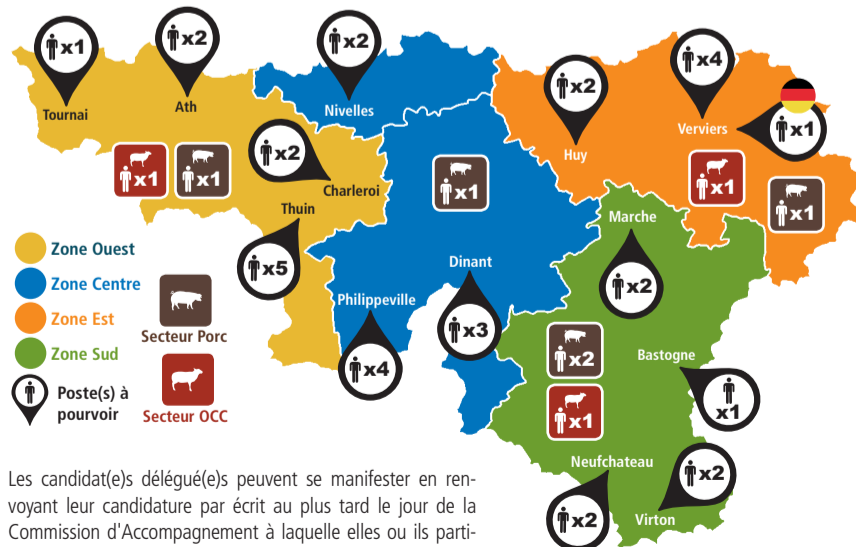 x1
x2
x2
x4
x2
x1
Tournai
Ath
Nivelles
Verviers
Huy
x2
x1
x1
x1
x1
x1
Charleroi
Thuin
Marche
Zone Ouest
x5
Dinant
x2
Zone Centre
Philippeville
Zone Est
x3
Secteur Porc
Zone Sud
x4
x2
Bastogne
Poste(s) à
pourvoir
Secteur OCC
x1
x1
Neufchateau
x2
x2
Virton
Les candidat(e)s délégué(e)s peuvent se manifester en ren-
voyant leur candidature par écrit au plus tard le jour de la
Commission d'Accompagnement à laquelle elles ou ils parti-